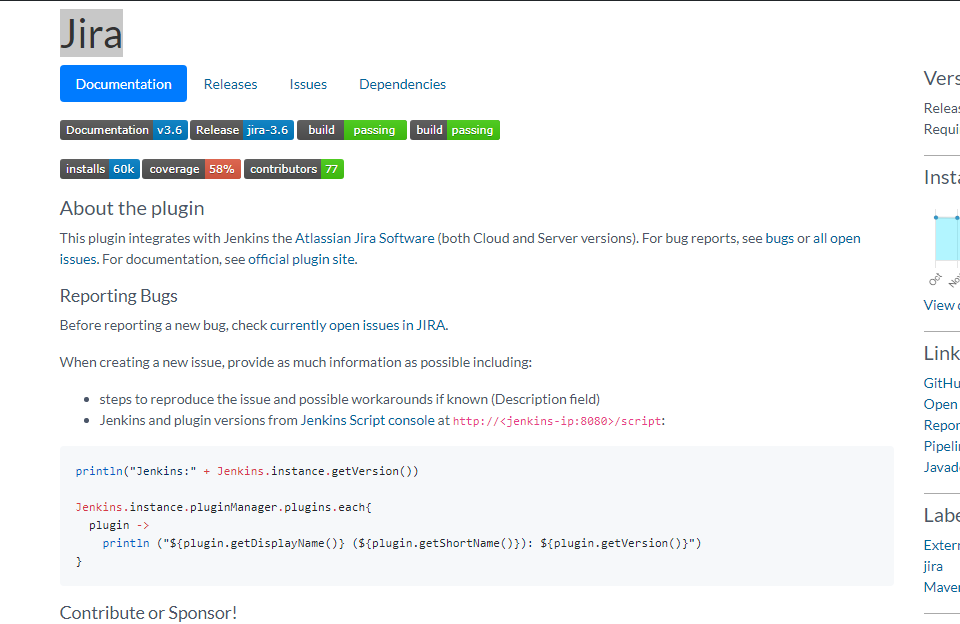 Jira
Documentation Releases Issues Dependencies
Documentation v3.6 Release jira-3.6 build passing build passing
installs 60k coverage 58% contributors 77
About the plugin
This plugin integrates with Jenkins the Atlassian Jira Software (both Cloud and Server versions). For bug reports, see bugs or all open
issues. For documentation, see official plugin site.
Reporting Bugs
Before reporting a new bug, check currently open issues in JIRA.
When creating a new issue, provide as much information as possible including:
• steps to reproduce the issue and possible workarounds if known (Description field)
• Jenkins and plugin versions from Jenkins Script console at http://<jenkins-ip:8080>/script:
println("Jenkins:" + Jenkins.instance.getVersion())
Jenkins.instance.pluginManager.plugins.each{
plugin ->
println ("${plugin.getDisplayName()} (${plugin.getShortName()}): ${plugin.getVersion()}")
}
Contribute or Sponsor!
Vers
Releas
Requi
Insta
Oct
View
Link
GitHu
Open
Repor
Pipeli
Javad
Labe
Extern
jira
Maven